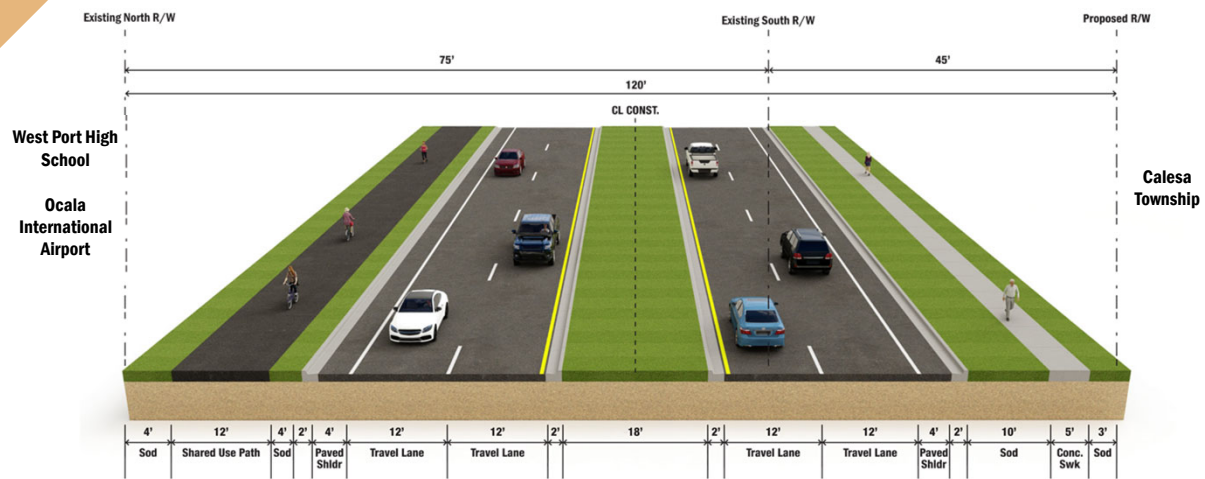 Existing North R/W
Existing South R/W
Proposed R/W
75'
45'
120'
CL CONST.
West Port High
School
Ocala
International
Airport
Calesa
Township
4' 12' 4' 2' 4' 12' 12' 2' 18' 2' 12' 12' 4' 2' 10' 5' 3'
Sod Shared Use Path Sod Paved Travel Lane Travel Lane Travel Lane Travel Lane Paved Sod Conc. Sod
Shldr Shldr Swk